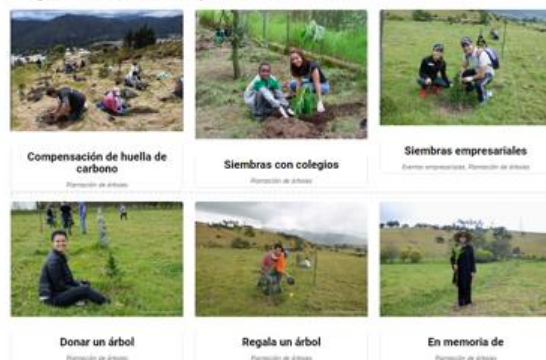 Compensación de huella de
carbono
Plantación de árboles
Siembras con colegios
Plantación de árboles
Siembras empresariales
Eventos empresariales, Plantación de árboles
Donar un árbol
Plantación de árboles
Regala un árbol
Plantación de árboles
En memoria de
Plantación de árboles